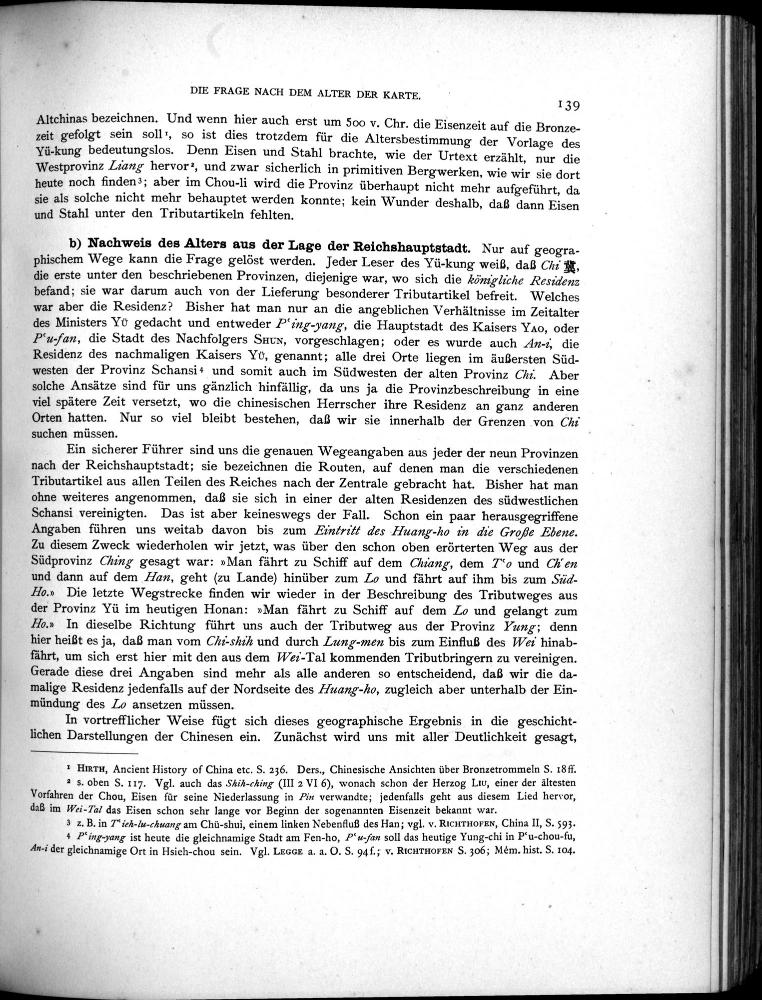 DIE FRAGE NACH DEM ALTER DER KARTE.
139
Altchinas bezeichnen. Und wenn hier auch erst um 500 v. Chr. die Eisenzeit auf die Bronze-
zeit gefolgt sein soll¹, so ist dies trotzdem für die Altersbestimmung der Vorlage des
Yü-kung bedeutungslos. Denn Eisen und Stahl brachte, wie der Urtext erzählt, nur die
Westprovinz Liang hervor², und zwar sicherlich in primitiven Bergwerken, wie wir sie dort
heute noch finden³; aber im Chou-li wird die Provinz überhaupt nicht mehr aufgeführt, da
sie als solche nicht mehr behauptet werden konnte; kein Wunder deshalb, daß dann Eisen
und Stahl unter den Tributartikeln fehlten.
b) Nachweis des Alters aus der Lage der Reichshauptstadt. Nur auf geogra-
phischem Wege kann die Frage gelöst werden. Jeder Leser des Yü-kung weiß, daß Chi 冀,
die erste unter den beschriebenen Provinzen, diejenige war, wo sich die königliche Residenz
befand; sie war darum auch von der Lieferung besonderer Tributartikel befreit. Welches
war aber die Residenz? Bisher hat man nur an die angeblichen Verhältnisse im Zeitalter
des Ministers Yü gedacht und entweder P‘ing-yang, die Hauptstadt des Kaisers Yao, oder
P‘u-fan, die Stadt des Nachfolgers Shun, vorgeschlagen; oder es wurde auch An-i, die
Residenz des nachmaligen Kaisers Yü, genannt; alle drei Orte liegen im äußersten Süd-
westen der Provinz Schansi⁴ und somit auch im Südwesten der alten Provinz Chi. Aber
solche Ansätze sind für uns gänzlich hinfällig, da uns ja die Provinzbeschreibung in eine
viel spätere Zeit versetzt, wo die chinesischen Herrscher ihre Residenz an ganz anderen
Orten hatten. Nur so viel bleibt bestehen, daß wir sie innerhalb der Grenzen von Chi
suchen müssen.
Ein sicherer Führer sind uns die genauen Wegeangaben aus jeder der neun Provinzen
nach der Reichshauptstadt; sie bezeichnen die Routen, auf denen man die verschiedenen
Tributartikel aus allen Teilen des Reiches nach der Zentrale gebracht hat. Bisher hat man
ohne weiteres angenommen, daß sie sich in einer der alten Residenzen des südwestlichen
Schansi vereinigten. Das ist aber keineswegs der Fall. Schon ein paar herausgegriffene
Angaben führen uns weitab davon bis zum Eintritt des Huang-ho in die Große Ebene.
Zu diesem Zweck wiederholen wir jetzt, was über den schon oben erörterten Weg aus der
Südprovinz Ching gesagt war: »Man fährt zu Schiff auf dem Chiang, dem T‘o und Ch‘en
und dann auf dem Han, geht (zu Lande) hinüber zum Lo und fährt auf ihm bis zum Süd-
Ho.» Die letzte Wegstrecke finden wir wieder in der Beschreibung des Tributweges aus
der Provinz Yü im heutigen Honan: »Man fährt zu Schiff auf dem Lo und gelangt zum
Ho.» In dieselbe Richtung führt uns auch der Tributweg aus der Provinz Yung; denn
hier heißt es ja, daß man vom Chi-shih und durch Lung-men bis zum Einfluß des Wei hinab-
fährt, um sich erst hier mit den aus dem Wei-Tal kommenden Tributbringern zu vereinigen.
Gerade diese drei Angaben sind mehr als alle anderen so entscheidend, daß wir die da-
malige Residenz jedenfalls auf der Nordseite des Huang-ho, zugleich aber unterhalb der Ein-
mündung des Lo ansetzen müssen.
In vortrefflicher Weise fügt sich dieses geographische Ergebnis in die geschicht-
lichen Darstellungen der Chinesen ein. Zunächst wird uns mit aller Deutlichkeit gesagt,
¹ Hirth, Ancient History of China etc. S. 236. Ders., Chinesische Ansichten über Bronzetrommeln S. 18ff.
² s. oben S. 117. Vgl. auch das Shih-ching (III 2 VI 6), wonach schon der Herzog Liu, einer der ältesten
Vorfahren der Chou, Eisen für seine Niederlassung in Pin verwandte; jedenfalls geht aus diesem Lied hervor,
daß im Wei-Tal das Eisen schon sehr lange vor Beginn der sogenannten Eisenzeit bekannt war.
³ z. B. in T‘ieh-lu-chuang am Chü-shui, einem linken Nebenfluß des Han; vgl. v. Richthofen, China II, S. 593.
⁴ P‘ing-yang ist heute die gleichnamige Stadt am Fen-ho, P‘u-fan soll das heutige Yung-chi in P‘u-chou-fu,
An-i der gleichnamige Ort in Hsieh-chou sein. Vgl. Legge a. a. O. S. 94f.; v. Richthofen S. 306; Mém. hist. S. 104.